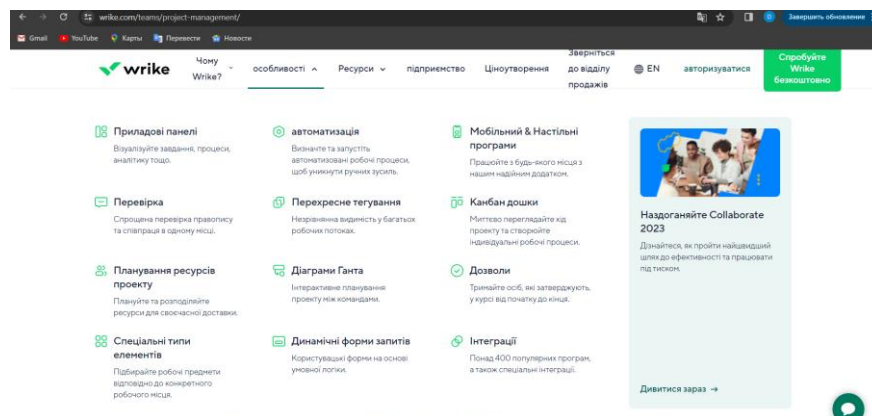 wrike.com/teams/project-management/
Завершить обновление
Gmail
YouTube
Карты
Перевести
Новости
wrike
Чому
Wrike?
особливості
Ресурси
підприємство
Ціноутворення
Зверніться
до відділу
продажів
EN
авторизуватися
Спробуйте
Wrike
безкоштовно
Приладові панелі
Візуалізуйте завдання, процеси,
аналітику тощо.
автоматизація
Визначте та запустіть
автоматизовані робочі процеси,
щоб уникнути ручних зусиль.
Мобільний & Настільні
програми
Працюйте з будь-якого місця з
нашим надійним додатком.
Перевірка
Спрощена перевірка правопису
та співпраця в одному місці.
Перехресне тегування
Незрівнянна видимість у багатьох
робочих потоках.
Канбан дошки
Миттєво переглядайте хід
проекту та створюйте
індивідуальні робочі процеси.
Планування ресурсів
проекту
Плануйте та розподіляйте
ресурси для своєчасної доставки.
Діаграми Ганта
Інтерактивне планування
проекту між командами.
Дозволи
Тримайте осіб, які затверджують,
у курсі від початку до кінця.
Спеціальні типи
елементів
Підбирайте робочі предмети
відповідно до конкретного
робочого місця.
Динамічні форми запитів
Користувацькі форми на основі
умовної логіки.
Інтеграції
Понад 400 популярних програм,
а також спеціальні інтеграції.
Наздоганяйте Collaborate
2023
Дізнайтеся, як пройти найшвидший
шлях до ефективності та працювати
під тиском.
Дивитися зараз →